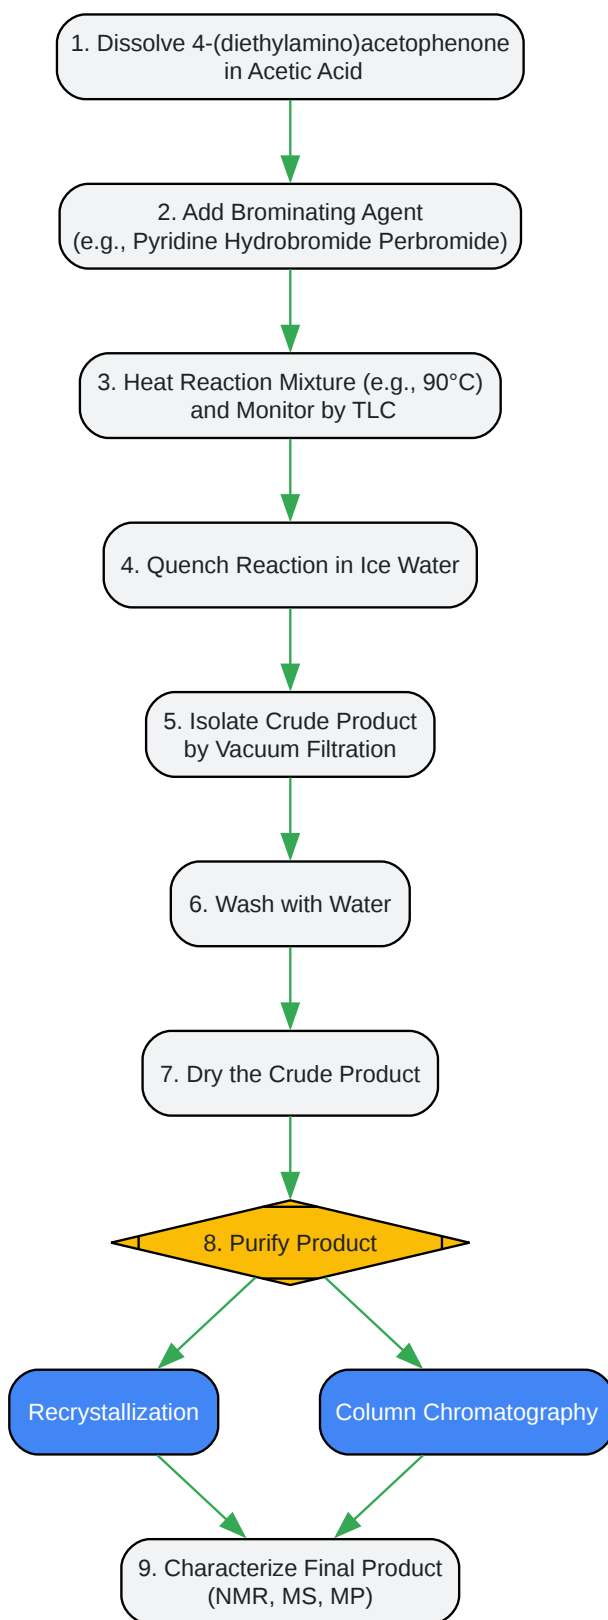 1. Dissolve 4-(diethylamino)acetophenone
in Acetic Acid
2. Add Brominating Agent
(e.g., Pyridine Hydrobromide Perbromide)
3. Heat Reaction Mixture (e.g., 90°C)
and Monitor by TLC
4. Quench Reaction in Ice Water
5. Isolate Crude Product
by Vacuum Filtration
6. Wash with Water
7. Dry the Crude Product
8. Purify Product
Recrystallization
Column Chromatography
9. Characterize Final Product
(NMR, MS, MP)